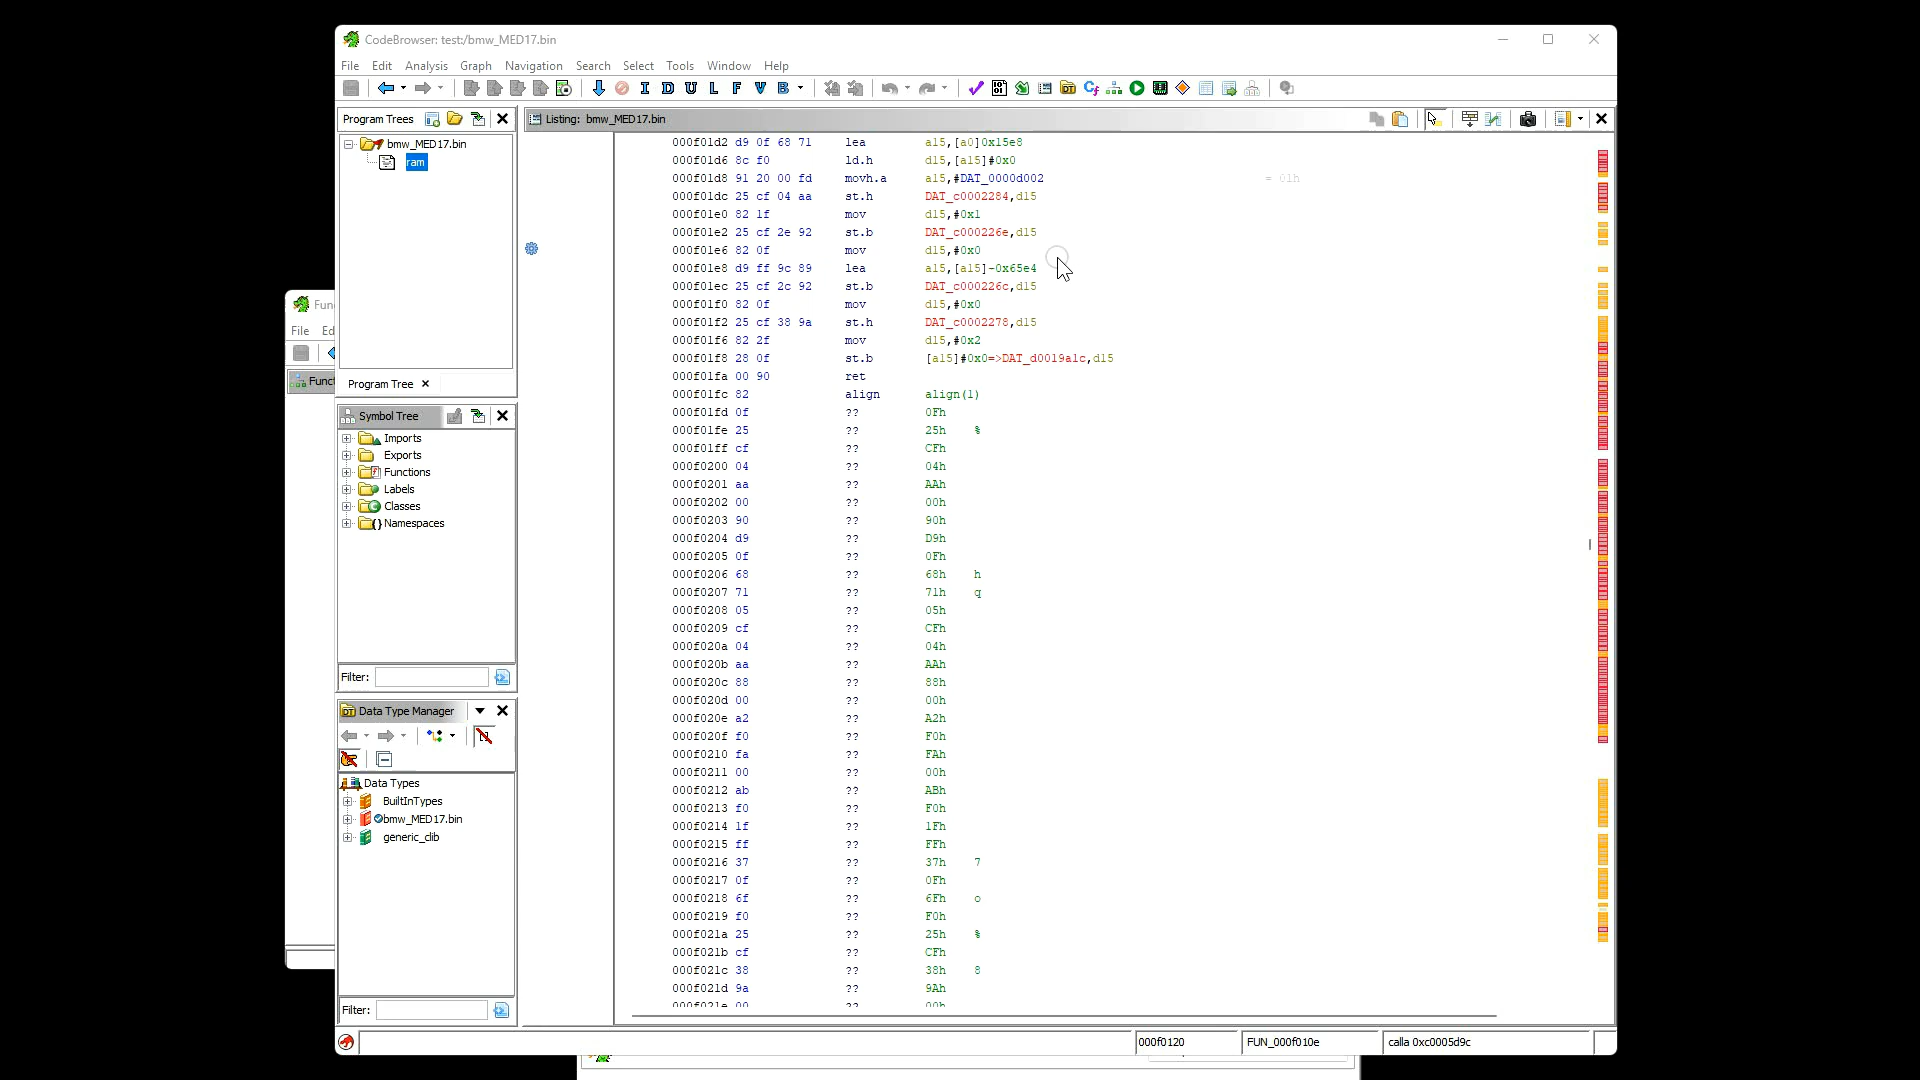 CodeBrowser: test:/bmw_MED17.bin
File Edit Analysis Graph Navigation Search Select Tools Window Help
I D U L F V B
Program Trees
bmw_MED17.bin
ram
Program Tree
Func
File Ed
Funct
Symbol Tree
Imports
Exports
Functions
Labels
Classes
Namespaces
Filter:
Data Type Manager
Data Types
BuiltInTypes
bmw_MED17.bin
generic_clib
Filter:
Listing: bmw_MED17.bin
000f01d2 d9 0f 68 71 lea a15,[a0]0x15e8
000f01d6 8c f0 ld.h d15,[a15]#0x0
000f01d8 91 20 00 fd movh.a a15,#DAT_0000d002 = 01h
000f01dc 25 cf 04 aa st.h DAT_c0002284,d15
000f01e0 82 1f mov d15,#0x1
000f01e2 25 cf 2e 92 st.b DAT_c000226e,d15
000f01e6 82 0f mov d15,#0x0
000f01e8 d9 ff 9c 89 lea a15,[a15]-0x65e4
000f01ec 25 cf 2c 92 st.b DAT_c000226c,d15
000f01f0 82 0f mov d15,#0x0
000f01f2 25 cf 38 9a st.h DAT_c0002278,d15
000f01f6 82 2f mov d15,#0x2
000f01f8 28 0f st.b [a15]#0x0=>DAT_d0019a1c,d15
000f01fa 00 90 ret
000f01fc 82 align align(1)
000f01fd 0f ?? 0Fh
000f01fe 25 ?? 25h %
000f01ff cf ?? CFh
000f0200 04 ?? 04h
000f0201 aa ?? AAh
000f0202 00 ?? 00h
000f0203 90 ?? 90h
000f0204 d9 ?? D9h
000f0205 0f ?? 0Fh
000f0206 68 ?? 68h h
000f0207 71 ?? 71h q
000f0208 05 ?? 05h
000f0209 cf ?? CFh
000f020a 04 ?? 04h
000f020b aa ?? AAh
000f020c 88 ?? 88h
000f020d 00 ?? 00h
000f020e a2 ?? A2h
000f020f f0 ?? F0h
000f0210 fa ?? FAh
000f0211 00 ?? 00h
000f0212 ab ?? ABh
000f0213 f0 ?? F0h
000f0214 1f ?? 1Fh
000f0215 ff ?? FFh
000f0216 37 ?? 37h 7
000f0217 0f ?? 0Fh
000f0218 6f ?? 6Fh o
000f0219 f0 ?? F0h
000f021a 25 ?? 25h %
000f021b cf ?? CFh
000f021c 38 ?? 38h 8
000f021d 9a ?? 9Ah
000f021e 00 ?? 00h
000f0120 FUN_000f010e calla 0xc0005d9c